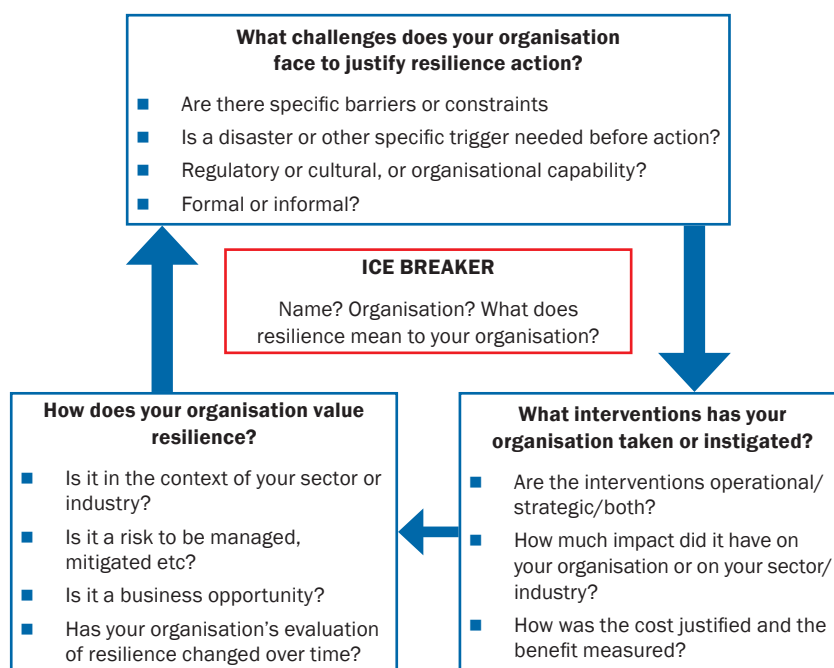 What challenges does your organisation
face to justify resilience action?
Are there specific barriers or constraints
Is a disaster or other specific trigger needed before action?
Regulatory or cultural, or organisational capability?
Formal or informal?
ICE BREAKER
Name? Organisation? What does
resilience mean to your organisation?
How does your organisation value
resilience?
Is it in the context of your sector or
industry?
Is it a risk to be managed,
mitigated etc?
Is it a business opportunity?
Has your organisation's evaluation
of resilience changed over time?
What interventions has your
organisation taken or instigated?
Are the interventions operational/
strategic/both?
How much impact did it have on
your organisation or on your sector/
industry?
How was the cost justified and the
benefit measured?